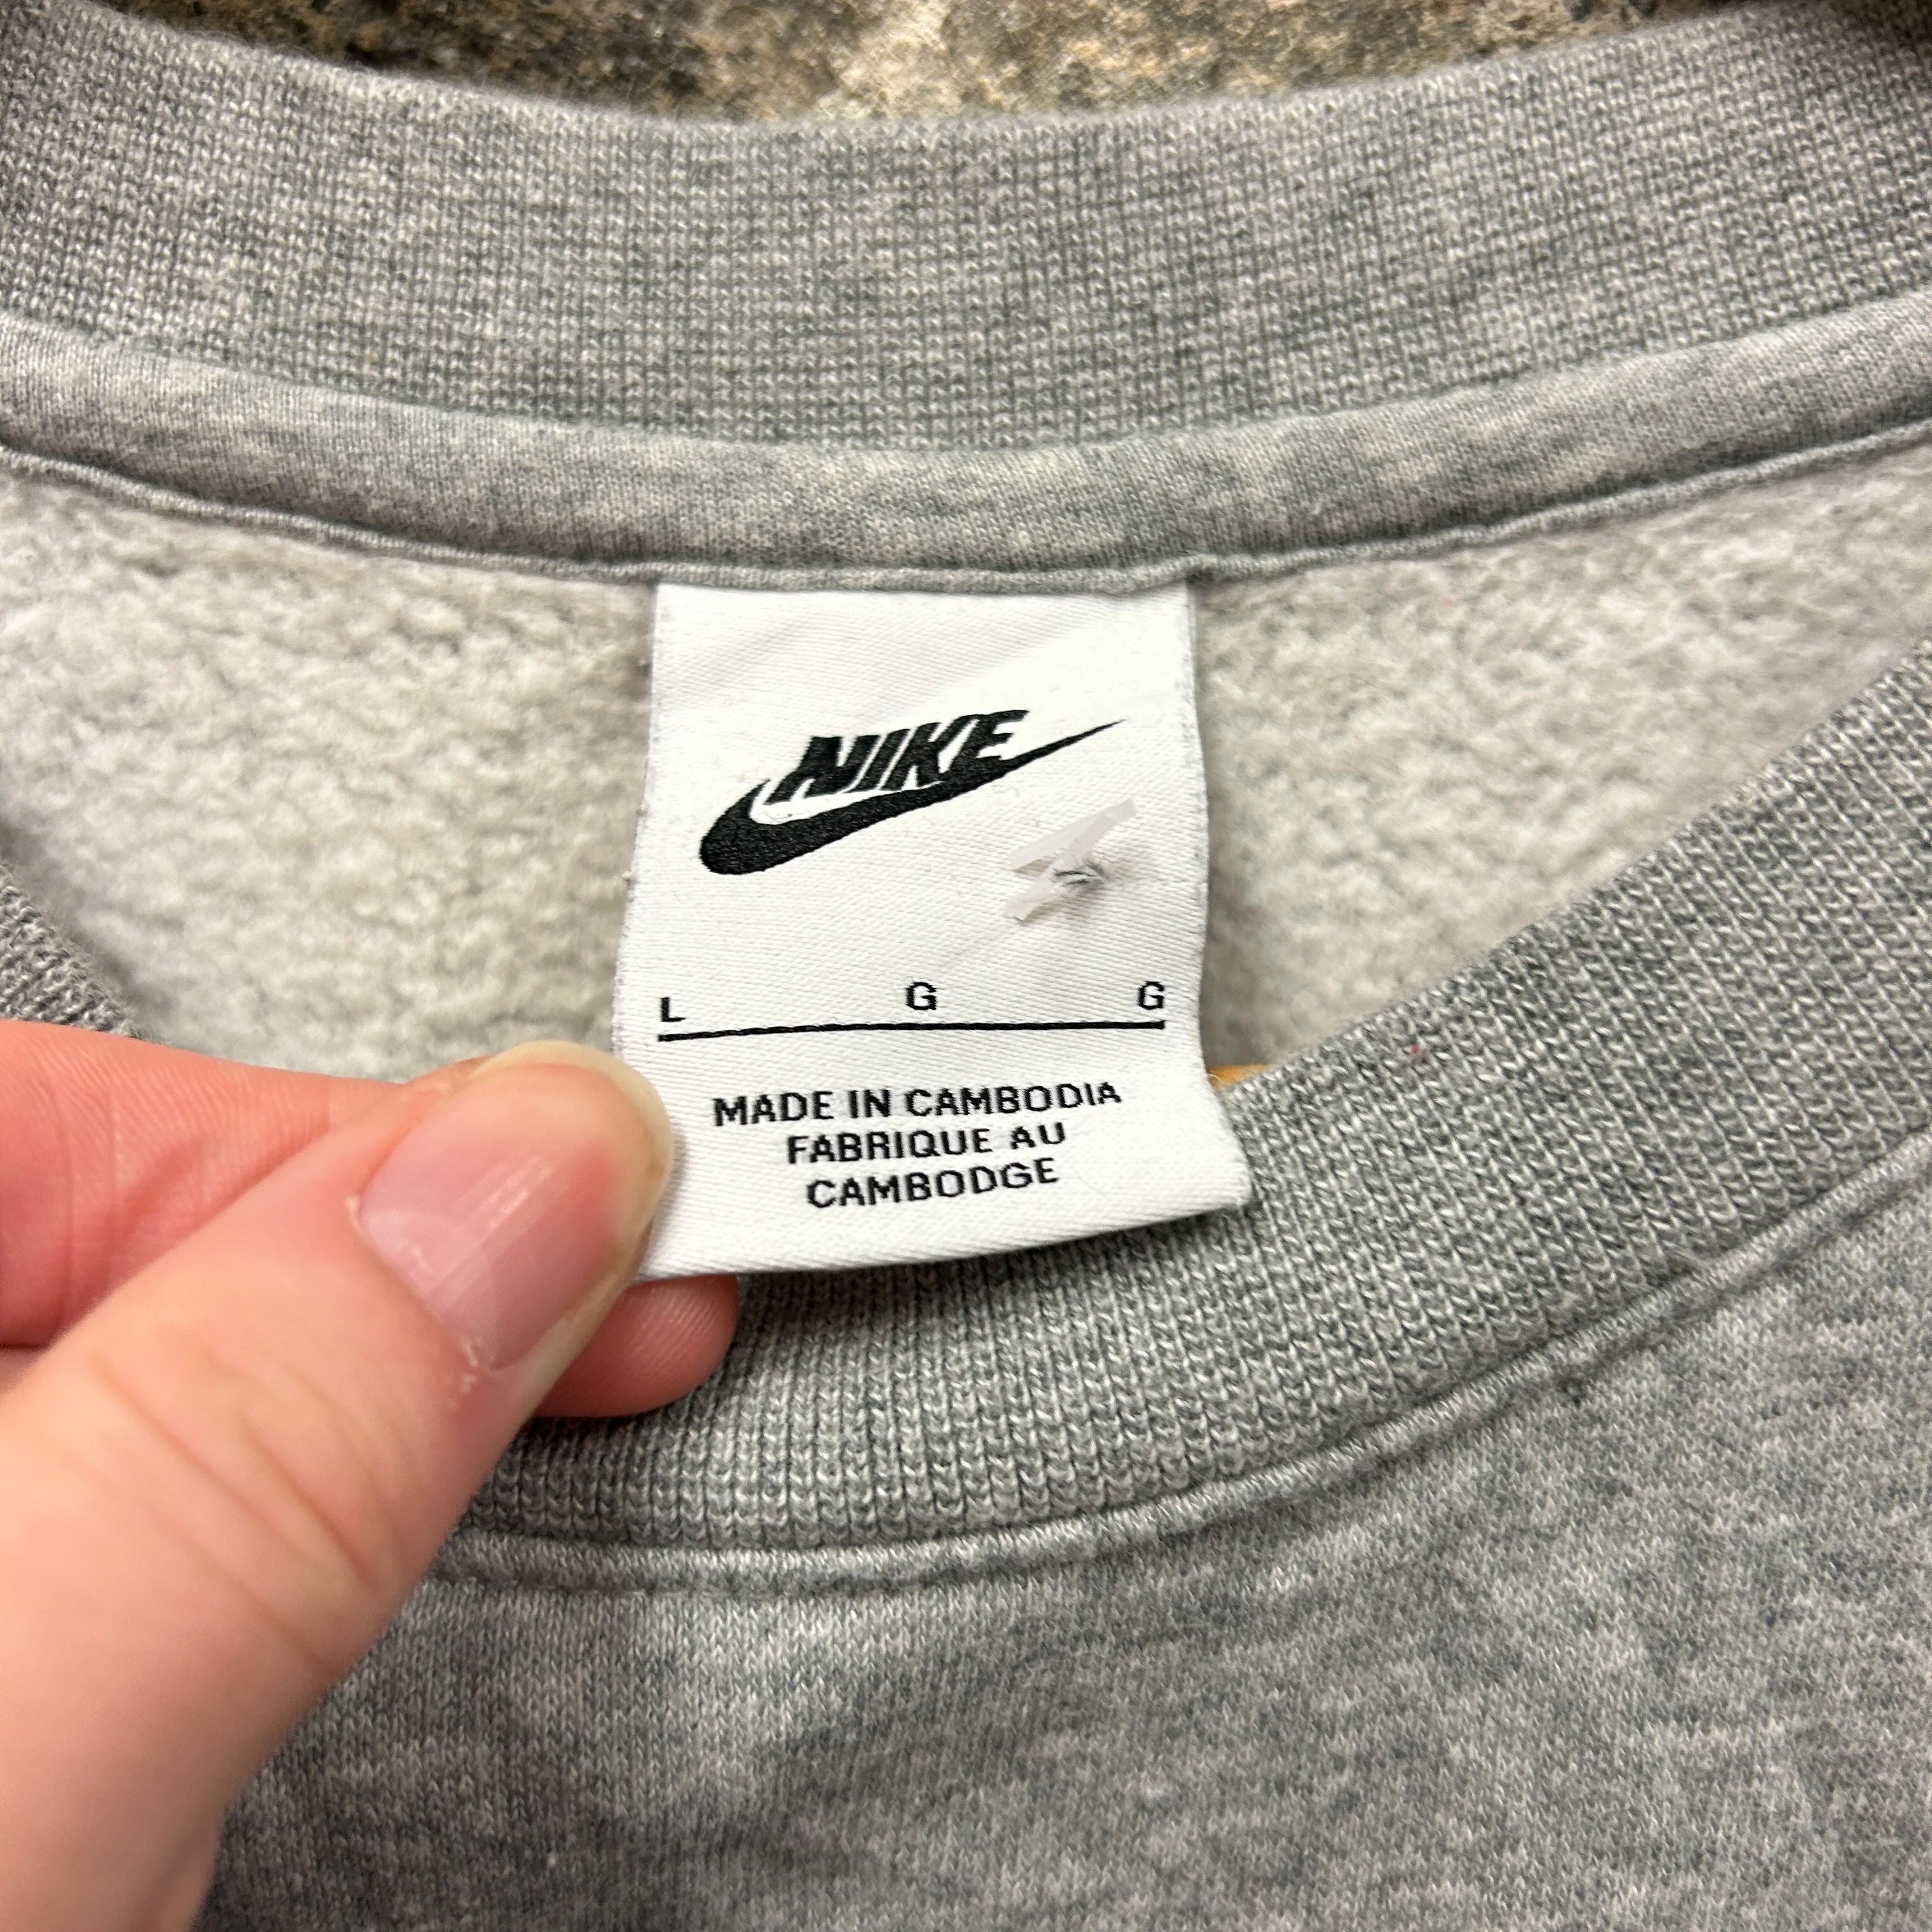 NIKE
L G G
MADE IN CAMBODIA
FABRIQUE AU
CAMBODGE